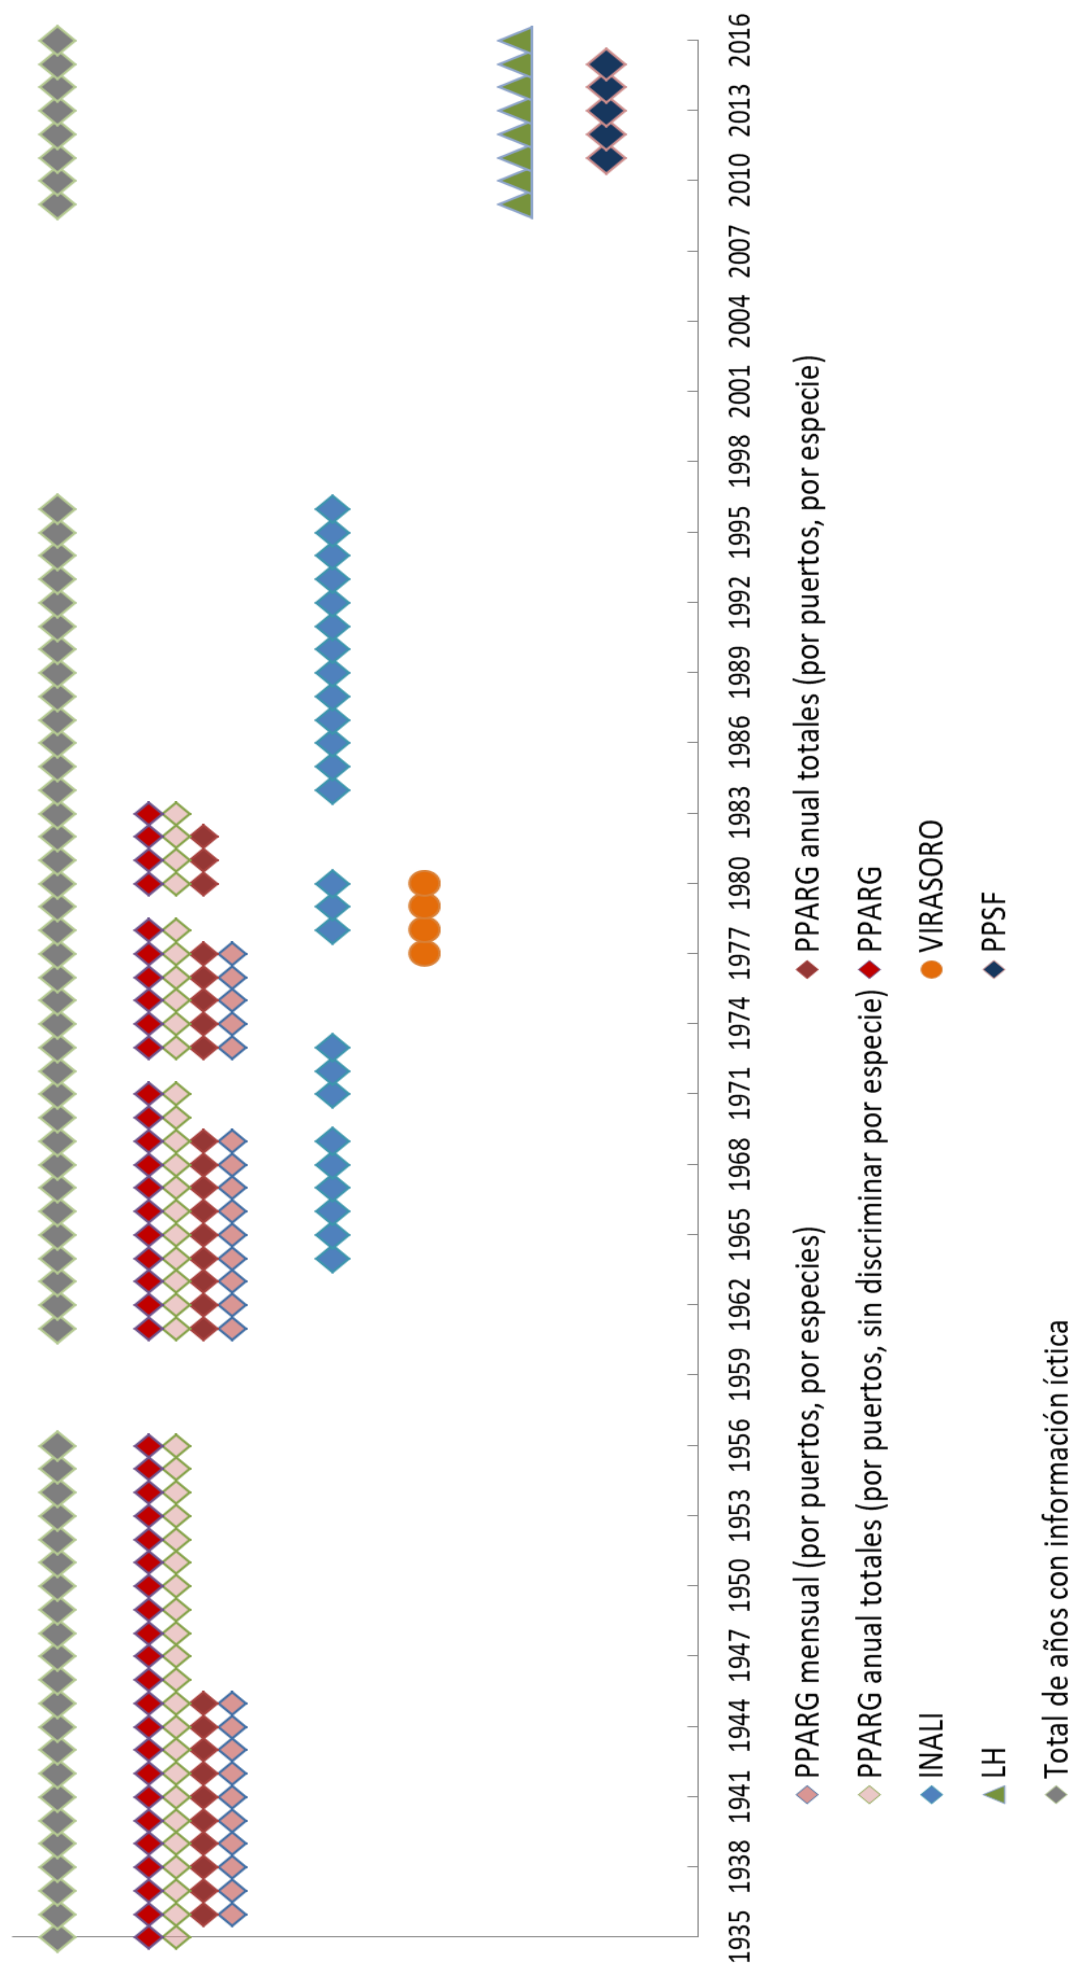 1935 1938 1941 1944 1947 1950 1953 1956 1959 1962 1965 1968 1971 1974 1977 1980 1983 1986 1989 1992 1995 1998 2001 2004 2007 2010 2013 2016
PPARG mensual (por puertos, por especies)
PPARG anual totales (por puertos, por especie)
PPARG anual totales (por puertos, sin discriminar por especie)
PPARG
INALI
VIRASORO
LH
PPSF
Total de años con información íctica